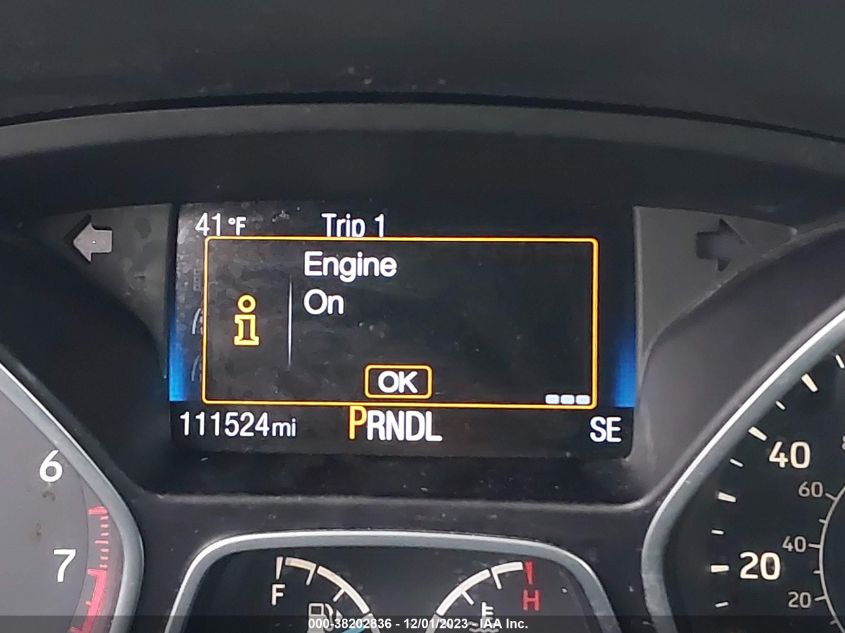 41°F Trip 1
Engine
On
i
OK
111524mi PRNDL SE
6
7
40
60
40
20
20
F
H
000-38202836 - 12/01/2023 - IAA Inc.